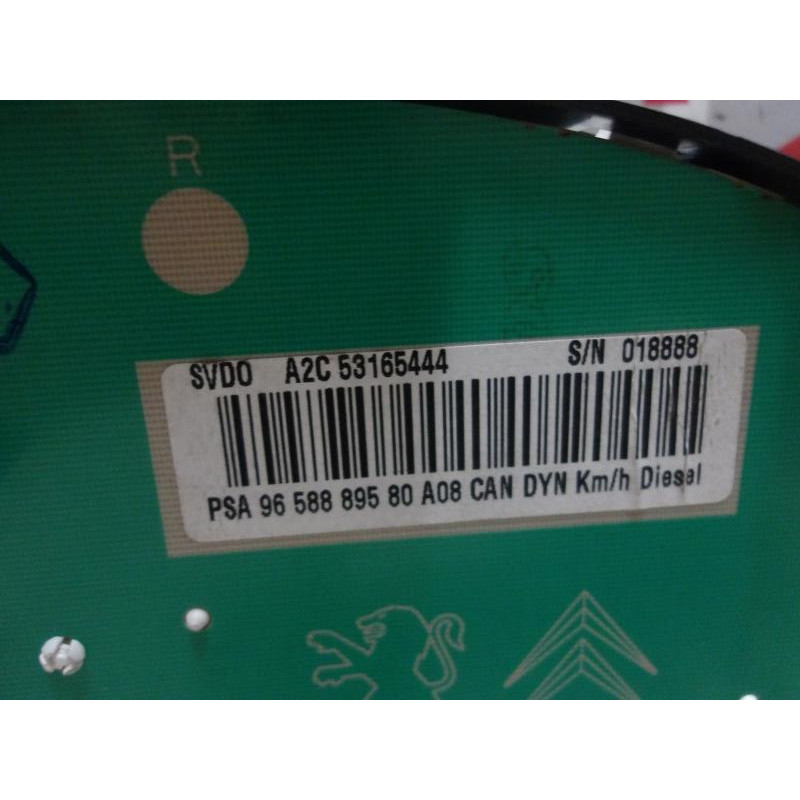 R
SVDO A2C 53165444 S/N 018888
PSA 96 588 895 80 A08 CAN DYN Km/h Diesel